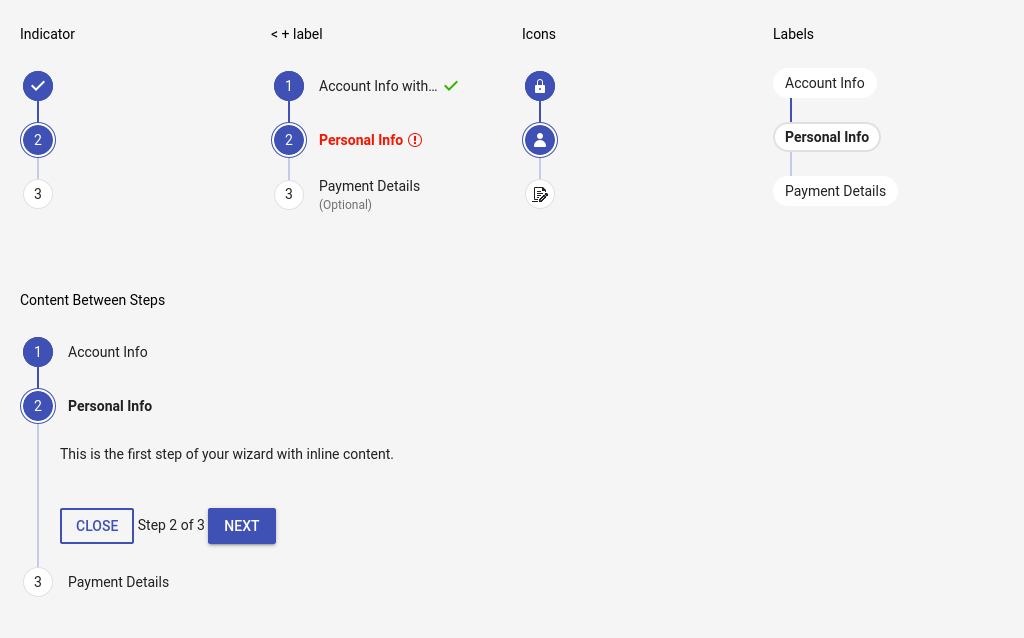 Indicator
< + label
Icons
Labels
2
3
1 Account Info with...
2 Personal Info
3 Payment Details
(Optional)
Account Info
Personal Info
Payment Details
Content Between Steps
1 Account Info
2 Personal Info
This is the first step of your wizard with inline content.
CLOSE Step 2 of 3 NEXT
3 Payment Details